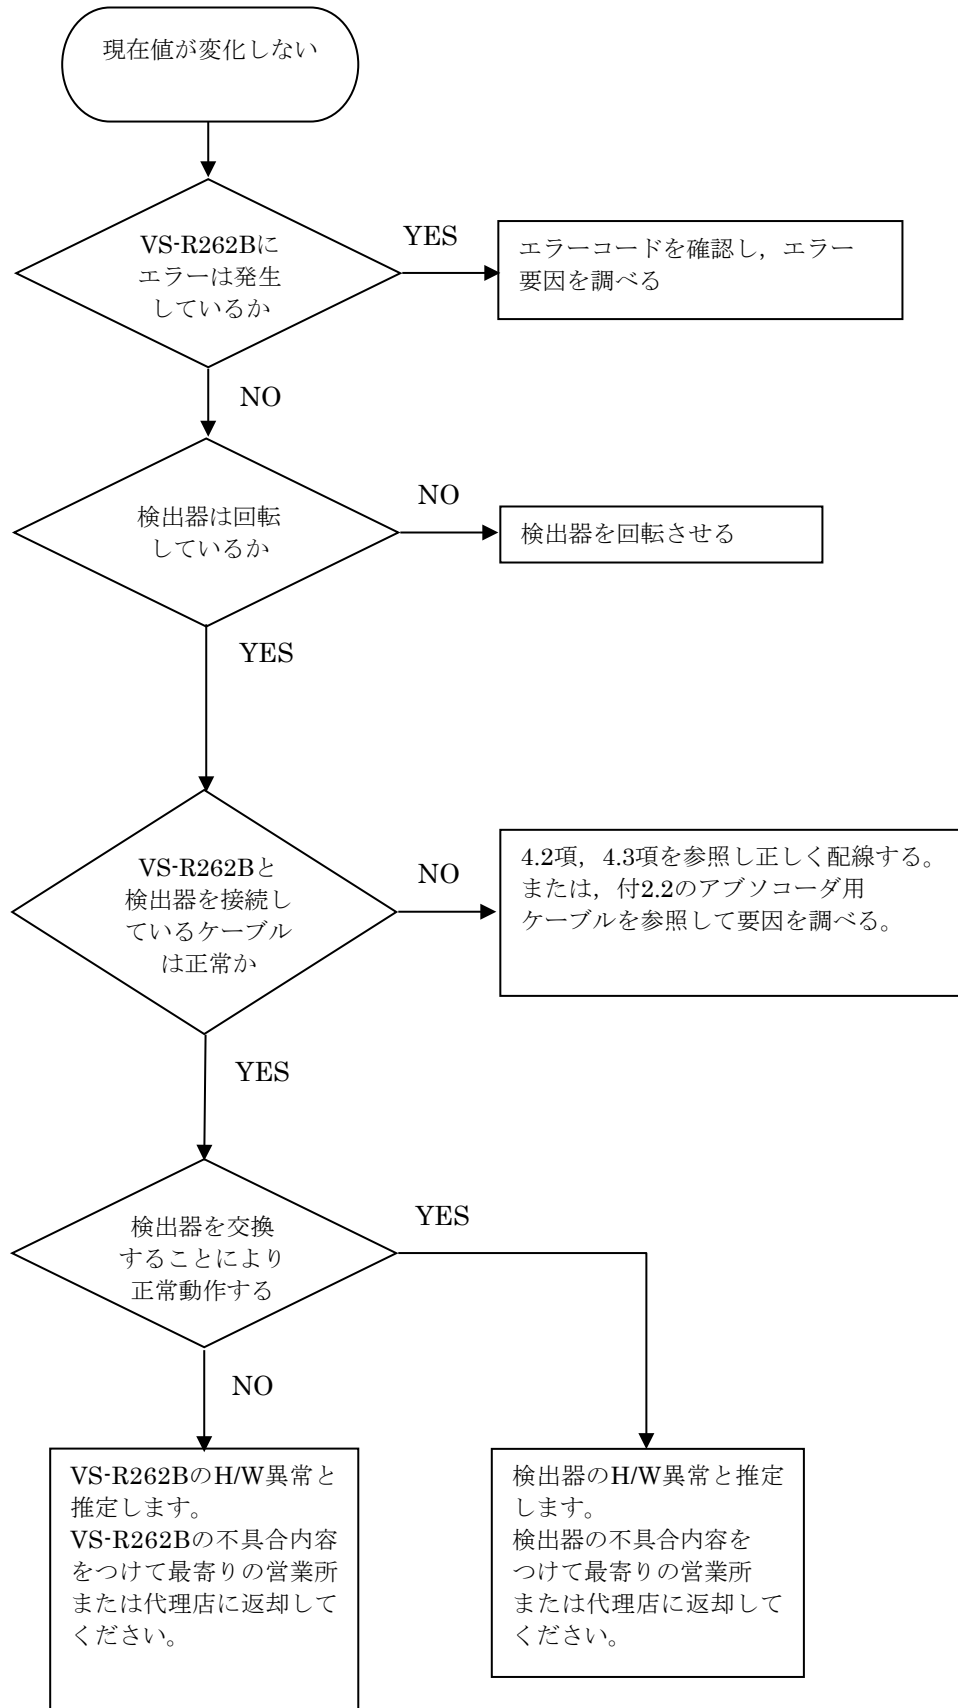 現在値が変化しない
VS-R262Bに
エラーは発生
しているか
YES
エラーコードを確認し，エラー
要因を調べる
NO
検出器は回転
しているか
NO
検出器を回転させる
YES
VS-R262Bと
検出器を接続し
ているケーブル
は正常か
NO
4.2項，4.3項を参照し正しく配線する。
または，付2.2のアブソコーダ用
ケーブルを参照して要因を調べる。
YES
検出器を交換
することにより
正常動作する
YES
NO
VS-R262BのH/W異常と
推定します。
VS-R262Bの不具合内容
をつけて最寄りの営業所
または代理店に返却して
ください。
検出器のH/W異常と推定
します。
検出器の不具合内容を
つけて最寄りの営業所
または代理店に返却して
ください。